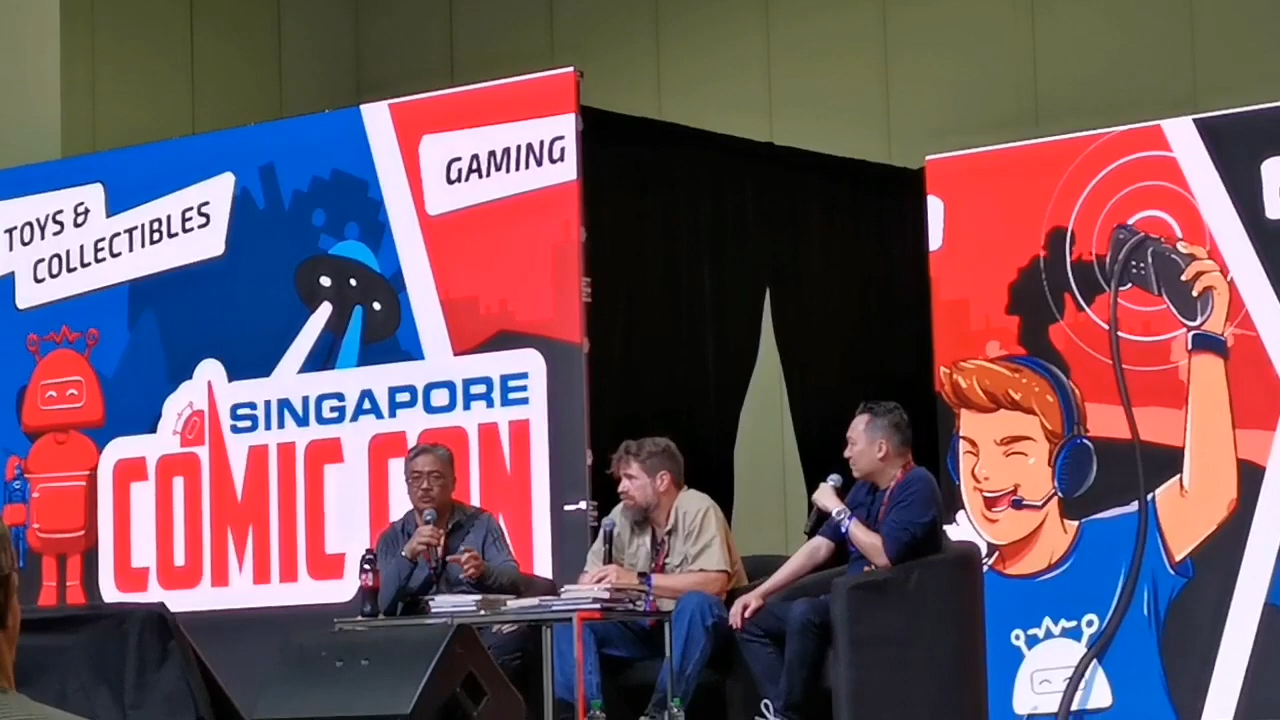 TOYS &
COLLECTIBLES
GAMING
SINGAPORE
COMIC CON